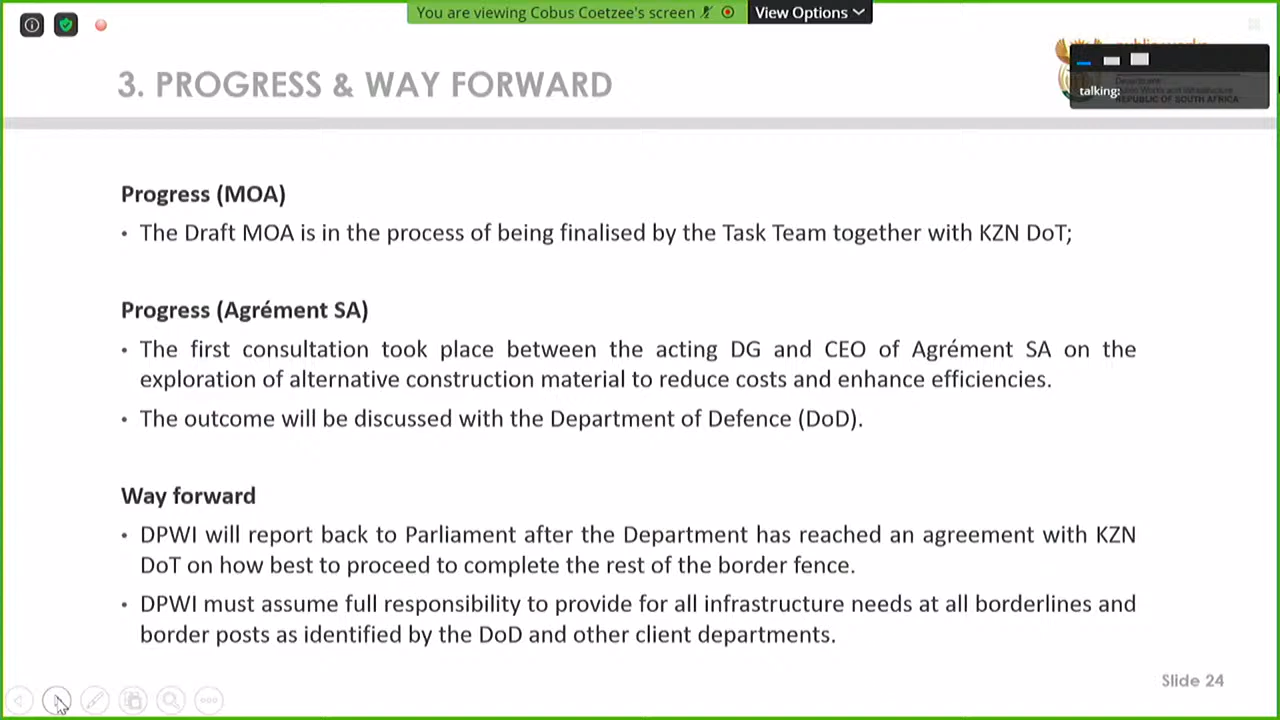 You are viewing Cobus Coetzee's screen
View Options
3. PROGRESS & WAY FORWARD
talking:
REPUBLIC OF SOUTH AFRICA
Progress (MOA)
• The Draft MOA is in the process of being finalised by the Task Team together with KZN DoT;
Progress (Agrément SA)
• The first consultation took place between the acting DG and CEO of Agrément SA on the
exploration of alternative construction material to reduce costs and enhance efficiencies.
• The outcome will be discussed with the Department of Defence (DoD).
Way forward
• DPWI will report back to Parliament after the Department has reached an agreement with KZN
DoT on how best to proceed to complete the rest of the border fence.
• DPWI must assume full responsibility to provide for all infrastructure needs at all borderlines and
border posts as identified by the DoD and other client departments.
Slide 24